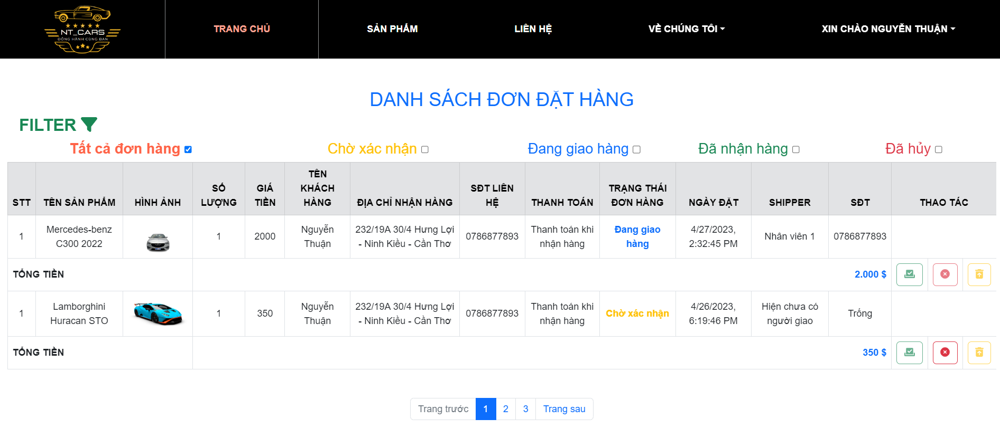 NT_CARS
ĐỒNG HÀNH CÙNG BẠN
TRANG CHỦ
SẢN PHẨM
LIÊN HỆ
VỀ CHÚNG TÔI
XIN CHÀO NGUYỄN THUẬN
DANH SÁCH ĐƠN ĐẶT HÀNG
FILTER
Tất cả đơn hàng
Chờ xác nhận
Đang giao hàng
Đã nhận hàng
Đã hủy
STT
TÊN SẢN PHẨM
HÌNH ẢNH
SỐ
LƯỢNG
GIÁ
TIỀN
TÊN
KHÁCH
HÀNG
ĐỊA CHỈ NHẬN HÀNG
SĐT LIÊN
HỆ
THANH TOÁN
TRẠNG THÁI
ĐƠN HÀNG
NGÀY ĐẶT
SHIPPER
SĐT
THAO TÁC
1
Mercedes-benz
C300 2022
1
2000
Nguyễn
Thuận
232/19A 30/4 Hưng Lợi
- Ninh Kiều - Cần Thơ
0786877893
Thanh toán khi
nhận hàng
Đang giao
hàng
4/27/2023,
2:32:45 PM
Nhân viên 1
0786877893
TỔNG TIỀN
2.000 $
1
Lamborghini
Huracan STO
1
350
Nguyễn
Thuận
232/19A 30/4 Hưng Lợi
- Ninh Kiều - Cần Thơ
0786877893
Thanh toán khi
nhận hàng
Chờ xác nhận
4/26/2023,
6:19:46 PM
Hiện chưa có
người giao
Trống
TỔNG TIỀN
350 $
Trang trước
1
2
3
Trang sau